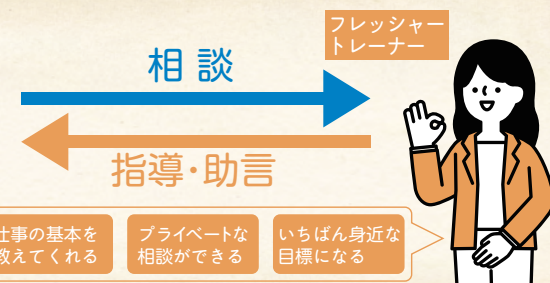 フレッシャー
トレーナー
相談
指導・助言
仕事の基本を
教えてくれる
プライベートな
相談ができる
いちばん身近な
目標になる